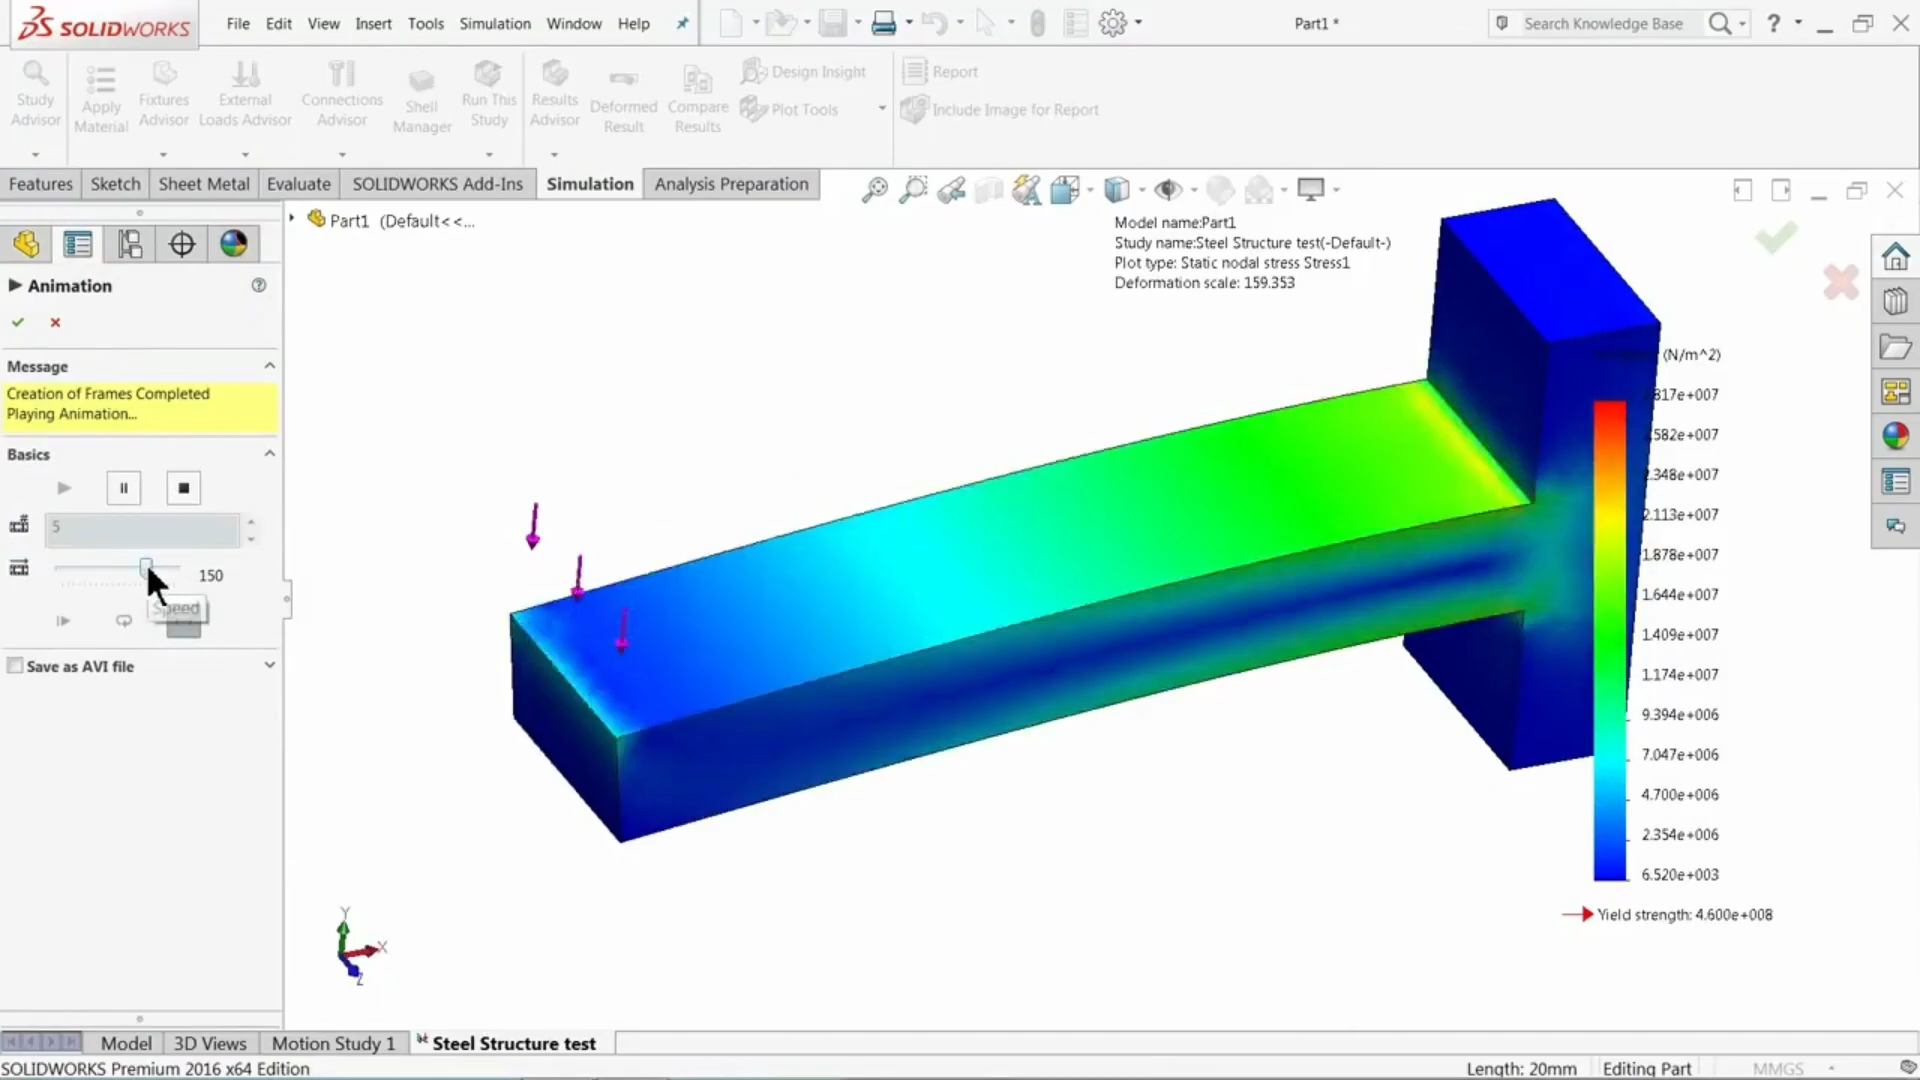 SOLIDWORKS File Edit View Insert Tools Simulation Window Help Part1 * Search Knowledge Base ?
Study Advisor
Apply Material
Fixtures Advisor
External Loads Advisor
Connections Advisor
Shell Manager
Run This Study
Results Advisor
Deformed Result
Compare Results
Design Insight
Plot Tools
Report
Include Image for Report
Features Sketch Sheet Metal Evaluate SOLIDWORKS Add-Ins Simulation Analysis Preparation
Part1 (Default<<...
Model name:Part1
Study name:Steel Structure test(-Default-)
Plot type: Static nodal stress Stress1
Deformation scale: 159.353
Animation
Message
Creation of Frames Completed
Playing Animation...
Basics
5
150
Speed
Save as AVI file
(N/m^2)
.817e+007
.582e+007
2.348e+007
2.113e+007
1.878e+007
1.644e+007
1.409e+007
1.174e+007
9.394e+006
7.047e+006
4.700e+006
2.354e+006
6.520e+003
Yield strength: 4.600e+008
Y
X
Z
Model 3D Views Motion Study 1 Steel Structure test
SOLIDWORKS Premium 2016 x64 Edition Length: 20mm Editing Part MMGS